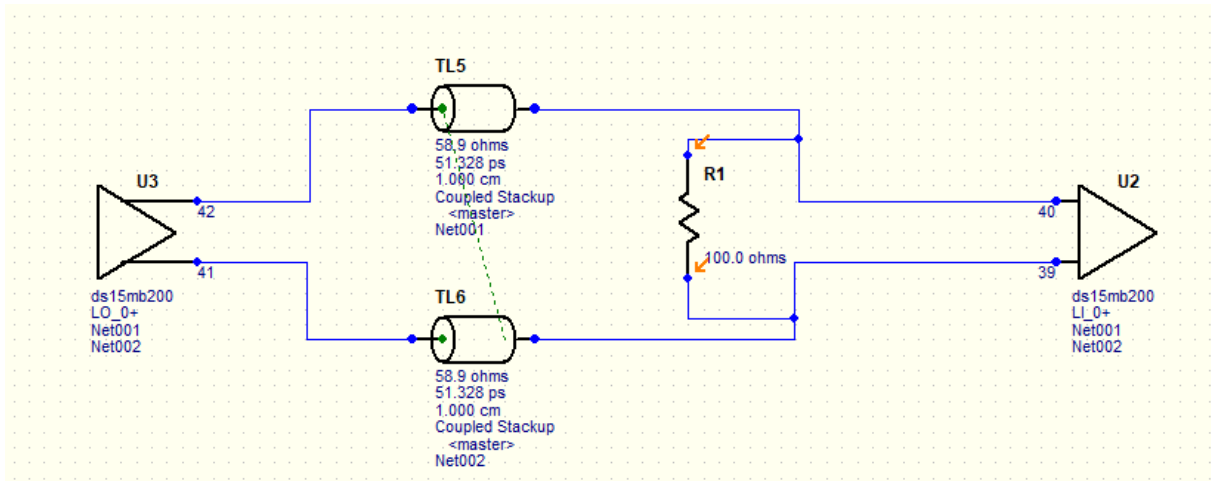 TL5
58.9 ohms
51.328 ps
1.000 cm
Coupled Stackup
<master>
Net001
U3
42
41
ds15mb200
LO_0+
Net001
Net002
R1
100.0 ohms
U2
40
39
ds15mb200
LI_0+
Net001
Net002
TL6
58.9 ohms
51.328 ps
1.000 cm
Coupled Stackup
<master>
Net002